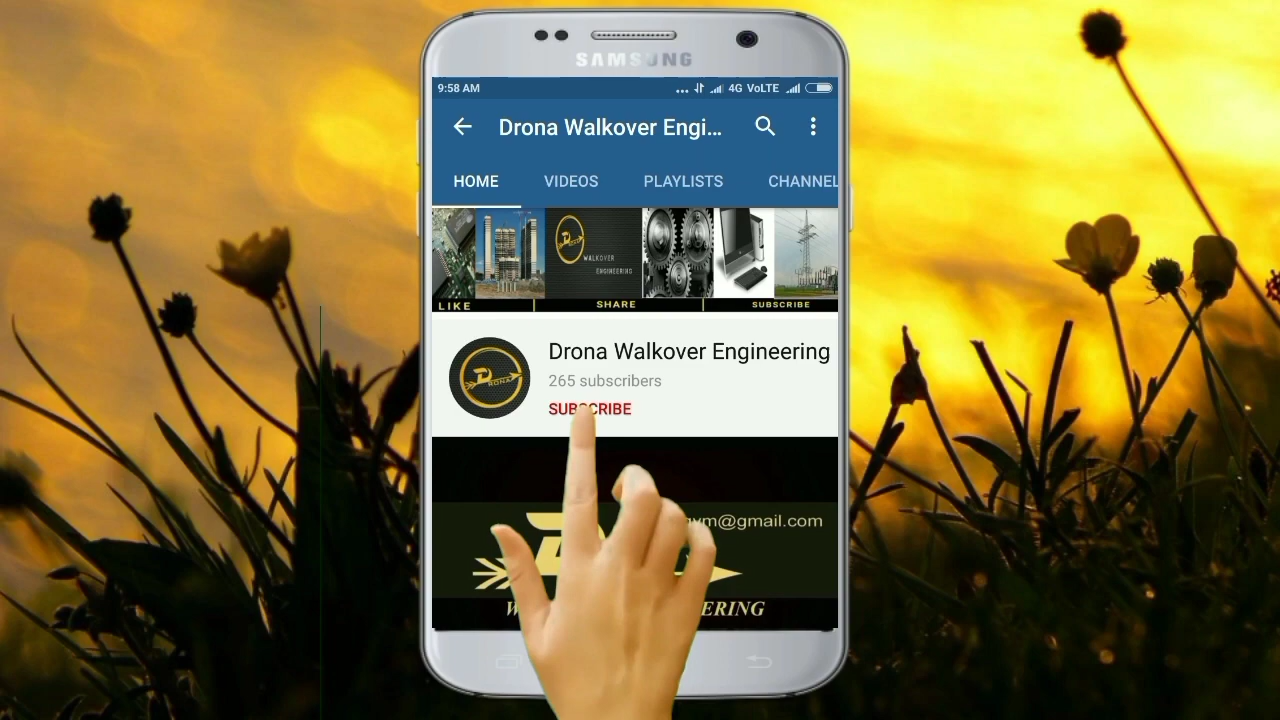 SAMSUNG
9:58 AM
4G VoLTE
Drona Walkover Engi...
HOME VIDEOS PLAYLISTS CHANNEL
WALKOVER
ENGINEERING
LIKE SHARE SUBSCRIBE
DRONA
Drona Walkover Engineering
265 subscribers
SUBSCRIBE
@gmail.com